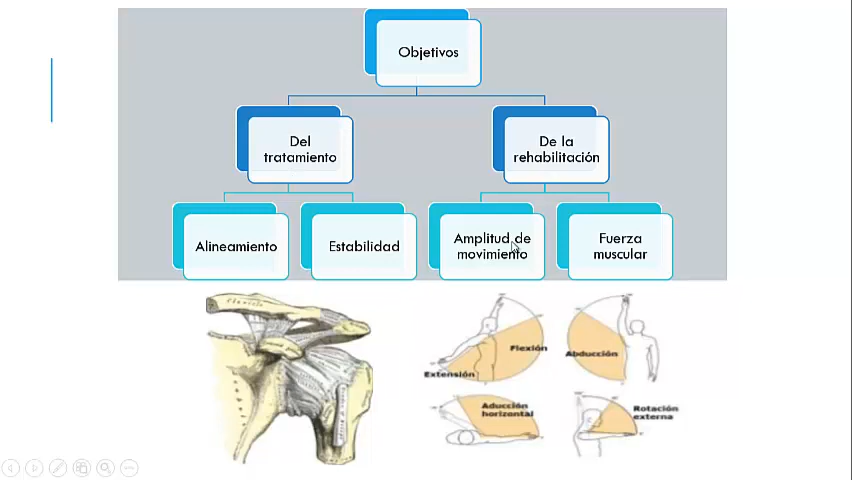 Objetivos
Del
tratamiento
De la
rehabilitación
Alineamiento
Estabilidad
Amplitud de
movimiento
Fuerza
muscular
Flexión
Extensión
Abducción
Aducción
horizontal
Rotación
externa